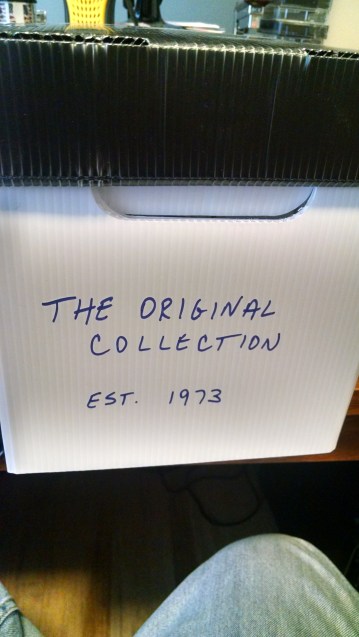 THE ORIGINAL
COLLECTION
EST. 1973